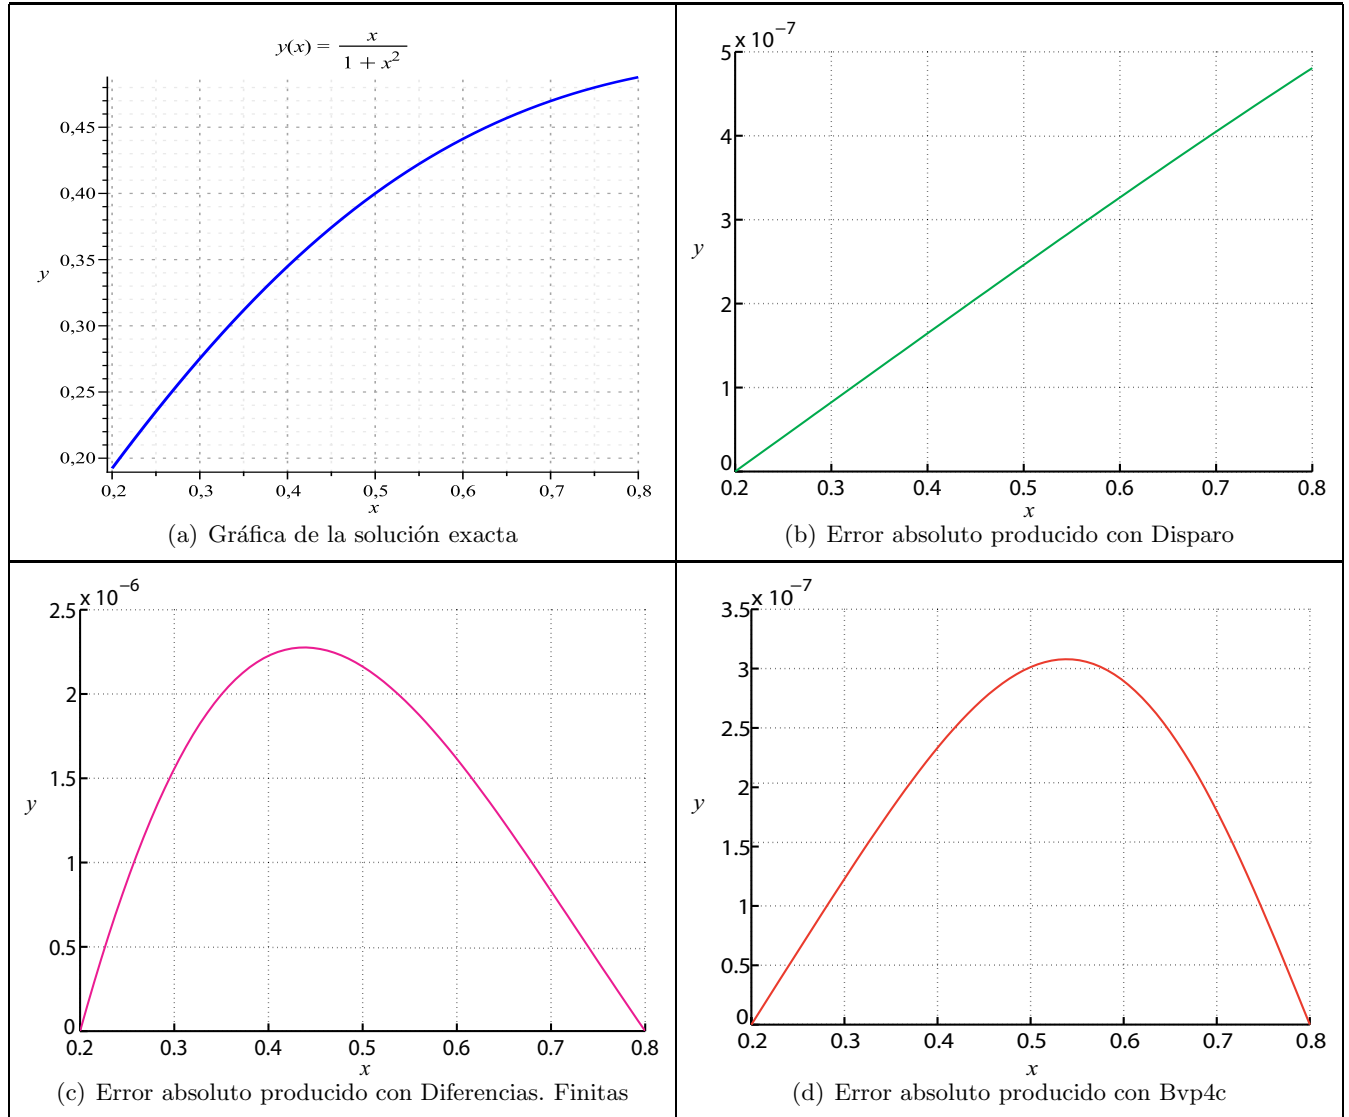 y(x) = x / (1 + x²)
0,45
0,40
0,35
y
0,30
0,25
0,20
0,2 0,3 0,4 0,5 0,6 0,7 0,8
x
(a) Gráfica de la solución exacta
x 10⁻⁷
5
4
3
y
2
1
0
0.2 0.3 0.4 0.5 0.6 0.7 0.8
x
(b) Error absoluto producido con Disparo
x 10⁻⁶
2.5
2
1.5
y
1
0.5
0
0.2 0.3 0.4 0.5 0.6 0.7 0.8
x
(c) Error absoluto producido con Diferencias. Finitas
x 10⁻⁷
3.5
3
2.5
2
y
1.5
1
0.5
0
0.2 0.3 0.4 0.5 0.6 0.7 0.8
x
(d) Error absoluto producido con Bvp4c